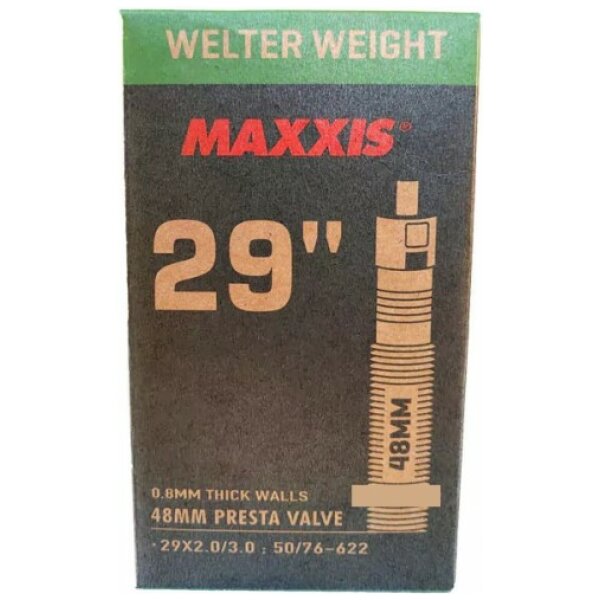 WELTER WEIGHT
MAXXIS®
29"
48MM
0.8MM THICK WALLS
48MM PRESTA VALVE
·29X2.0/3.0 ; 50/76-622